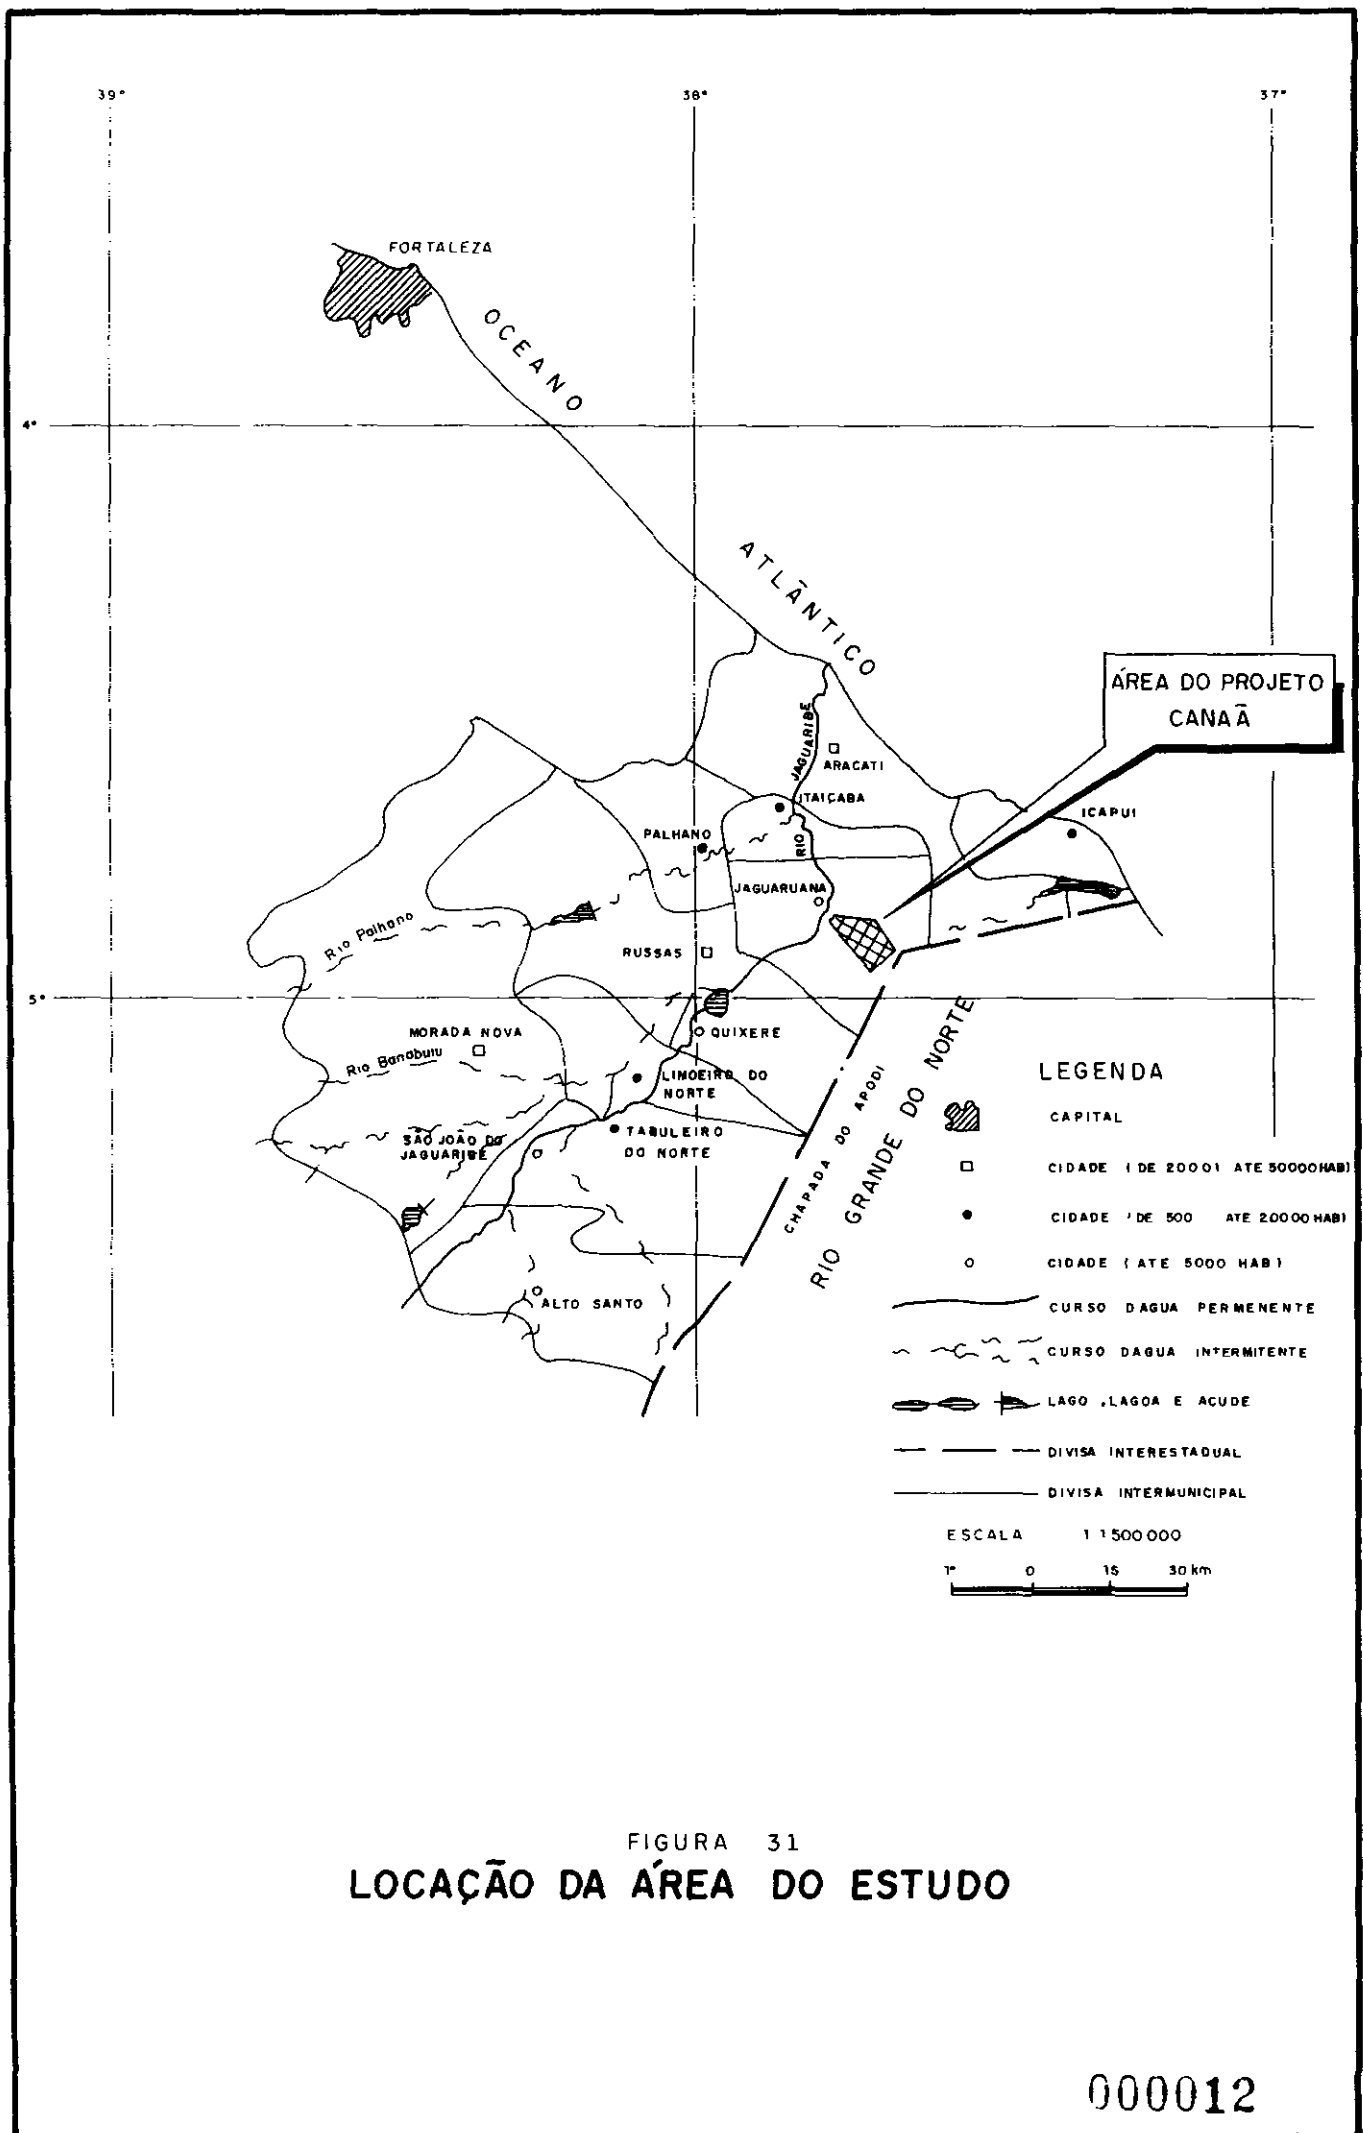 39°
38°
37°
FORTALEZA
OCEANO
4°
ATLÂNTICO
ÁREA DO PROJETO
CANAÃ
JAGUARIBE
ARACATI
ITAIÇABA
ICAPUI
PALHANO
RIO
JAGUARUANA
Rio Palhano
RUSSAS
5°
MORADA NOVA
QUIXERE
Rio Banabuiu
LIMOEIRO DO
NORTE
TABULEIRO
DO NORTE
SÃO JOÃO DO
JAGUARIBE
ALTO SANTO
CHAPADA DO APODI
RIO GRANDE DO NORTE
LEGENDA
CAPITAL
CIDADE (DE 20001 ATE 50000 HAB)
CIDADE (DE 500 ATE 20000 HAB)
CIDADE (ATE 5000 HAB)
CURSO DAGUA PERMENENTE
CURSO DAGUA INTERMITENTE
LAGO , LAGOA E ACUDE
DIVISA INTERESTADUAL
DIVISA INTERMUNICIPAL
ESCALA 1 1500000
0 15 30 km
FIGURA 31
LOCAÇÃO DA ÁREA DO ESTUDO
000012